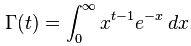 Γ(t) = ∫₀^∞ x^{t−1} e^{−x} dx